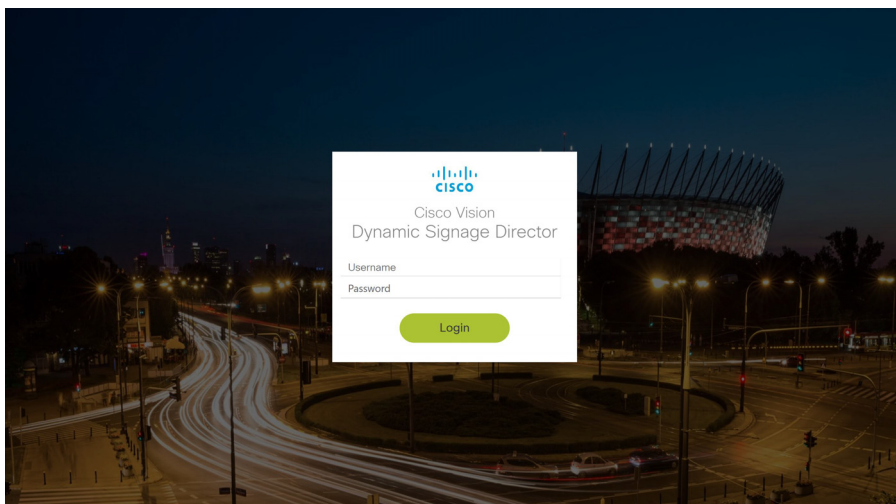 CISCO
Cisco Vision
Dynamic Signage Director
Username
Password
Login